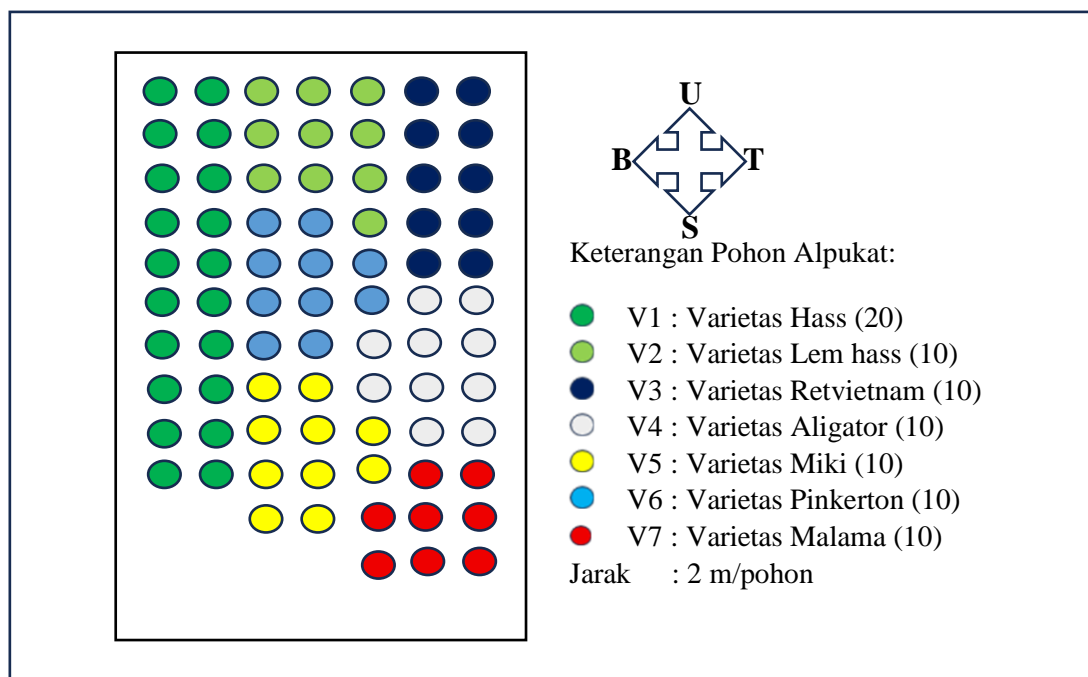 U
B T
S
Keterangan Pohon Alpukat:
V1 : Varietas Hass (20)
V2 : Varietas Lem hass (10)
V3 : Varietas Retvietnam (10)
V4 : Varietas Aligator (10)
V5 : Varietas Miki (10)
V6 : Varietas Pinkerton (10)
V7 : Varietas Malama (10)
Jarak : 2 m/pohon